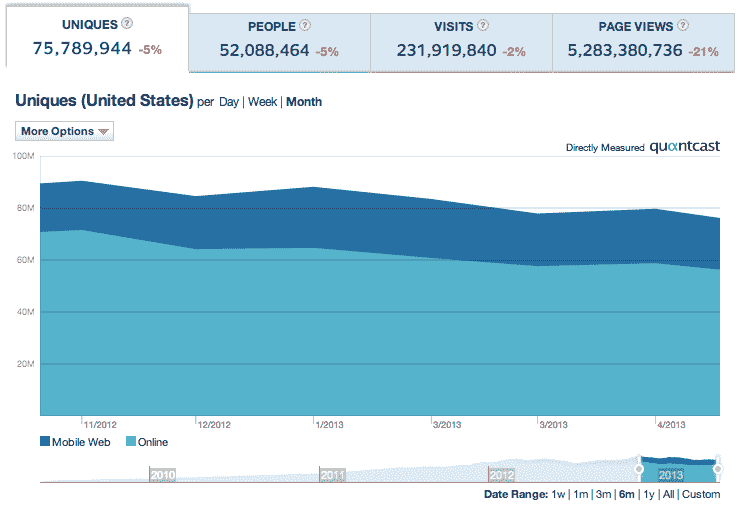 UNIQUES ? PEOPLE ? VISITS ? PAGE VIEWS ?
75,789,944 -5% 52,088,464 -5% 231,919,840 -2% 5,283,380,736 -21%
Uniques (United States) per Day | Week | Month
More Options
Directly Measured quantcast
100M
80M
60M
40M
20M
11/2012 12/2012 1/2013 3/2013 3/2013 4/2013
Mobile Web Online
2010 2011 2012 2013
Date Range: 1w | 1m | 3m | 6m | 1y | All | Custom